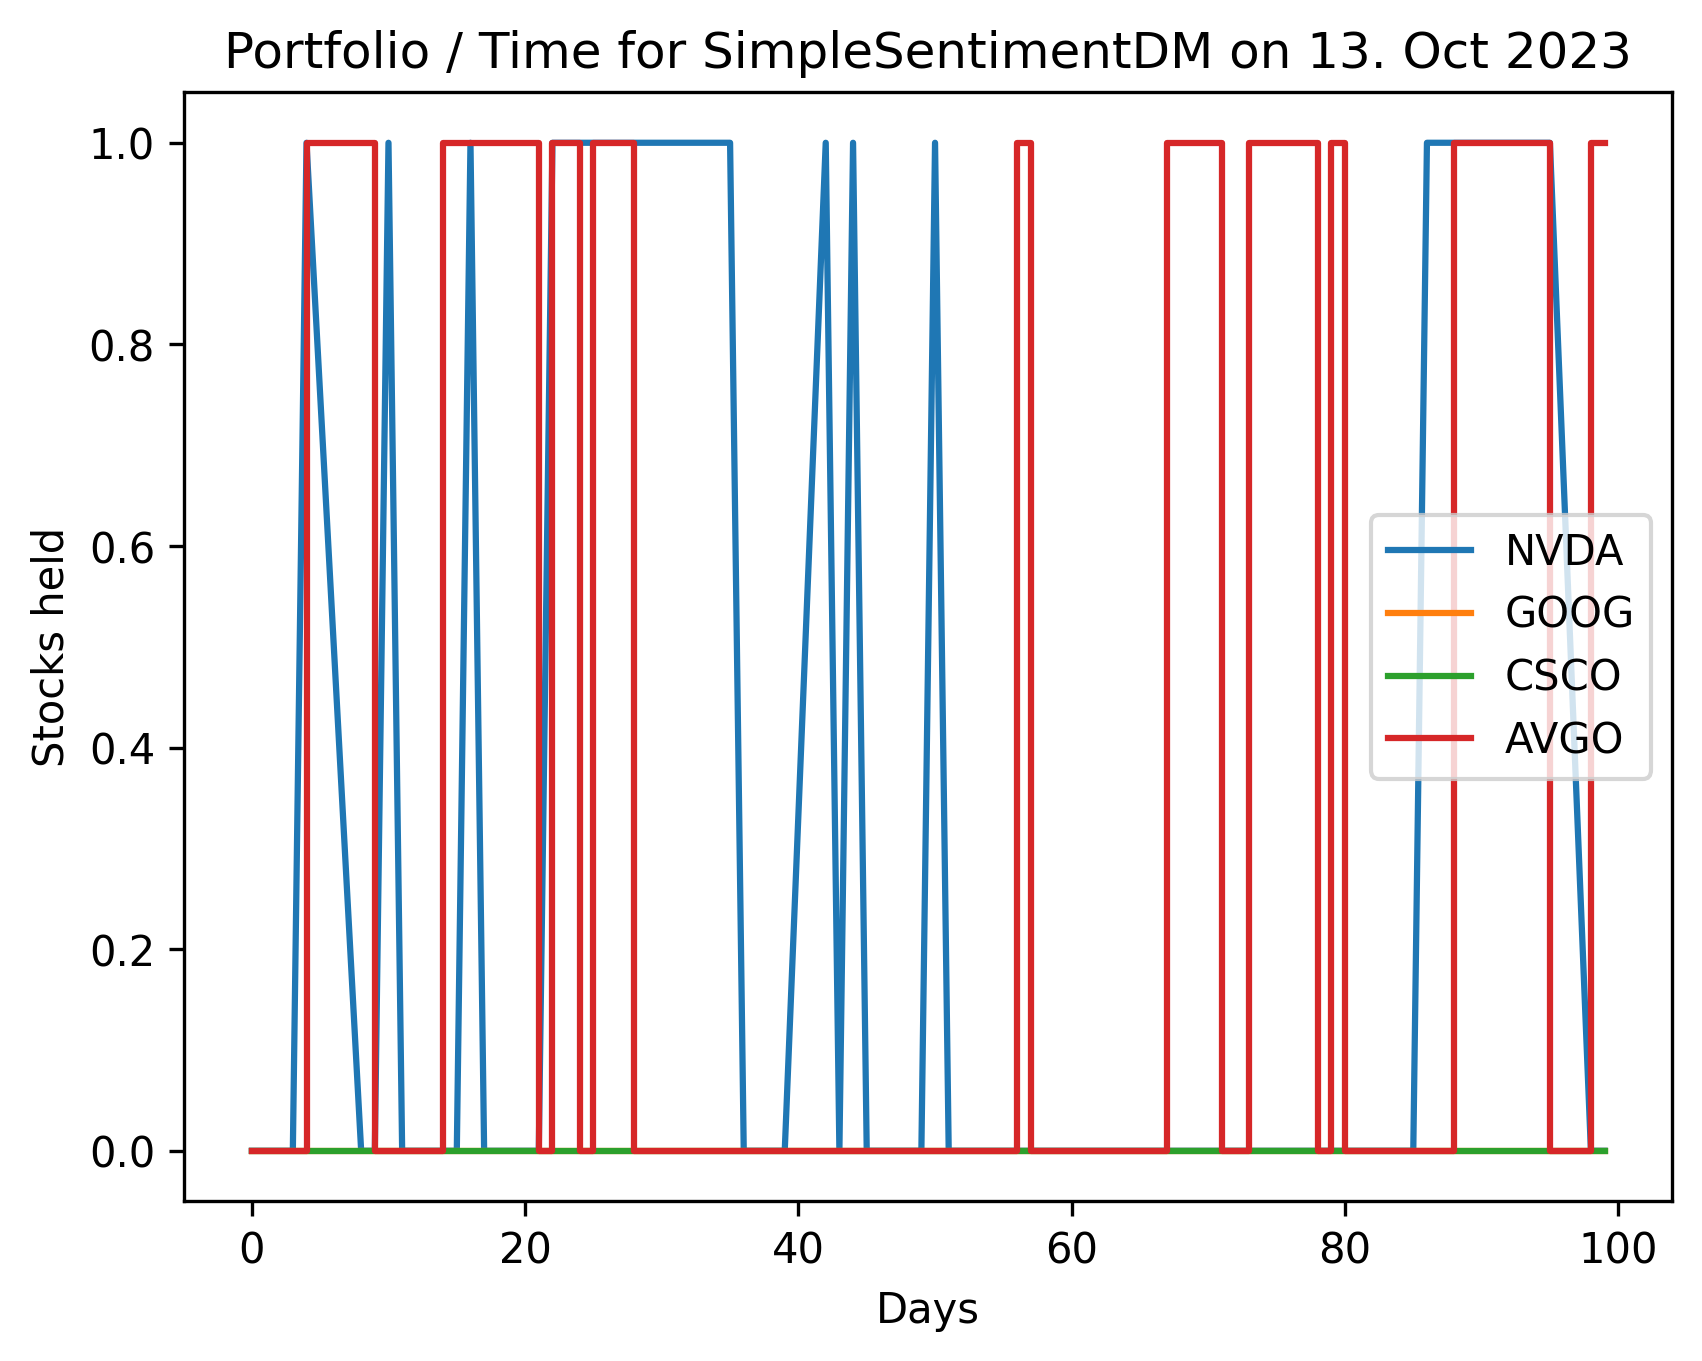 Portfolio / Time for SimpleSentimentDM on 13. Oct 2023
Stocks held
1.0
0.8
0.6
0.4
0.2
0.0
NVDA
GOOG
CSCO
AVGO
0 20 40 60 80 100
Days